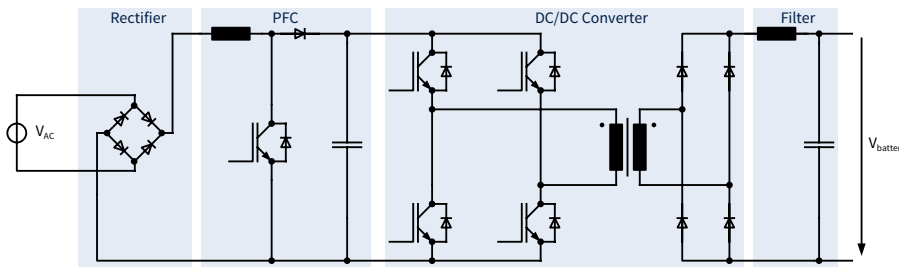 Rectifier
PFC
DC/DC Converter
Filter
V_AC
V_batter